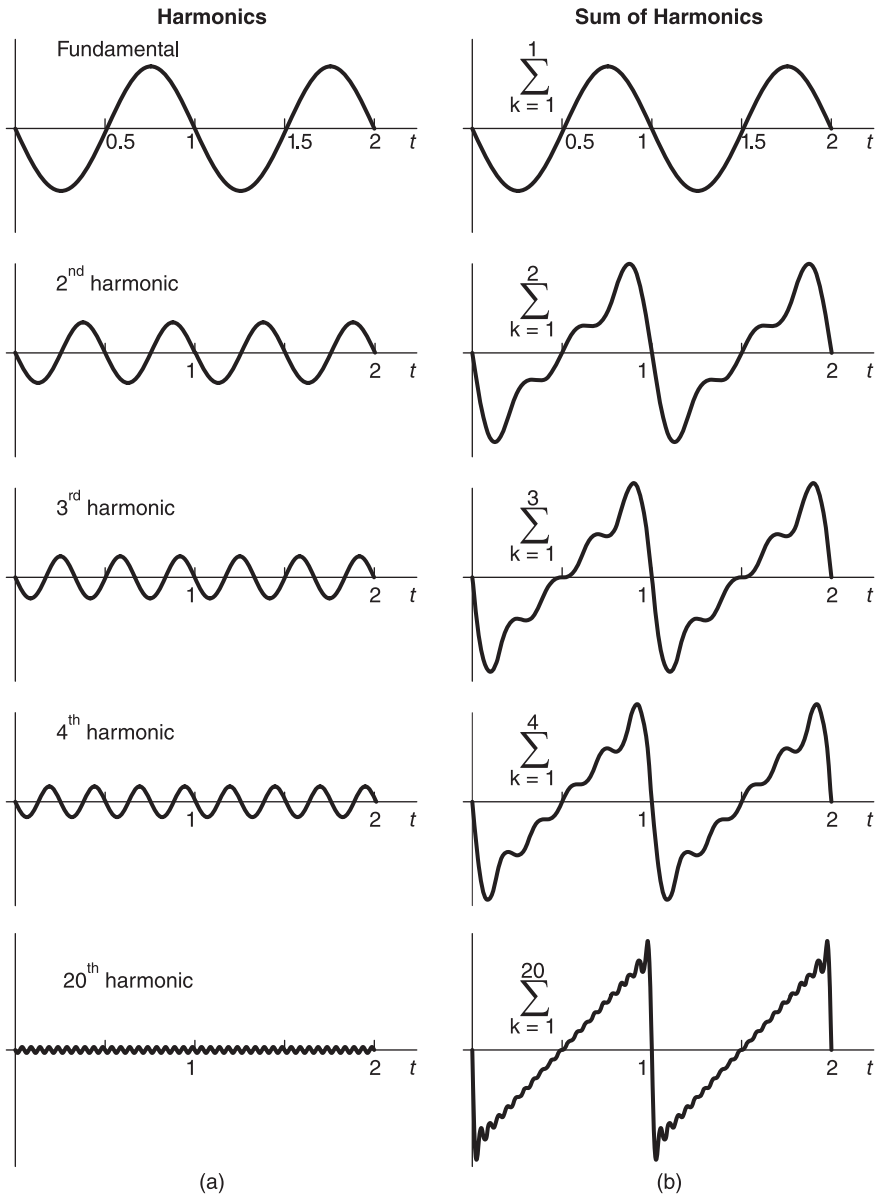 Harmonics
Sum of Harmonics
Fundamental
0.5 1 1.5 2 t
1
∑
k = 1
0.5 1 1.5 2 t
2nd harmonic
1 2 t
2
∑
k = 1
1 2 t
3rd harmonic
1 2 t
3
∑
k = 1
1 2 t
4th harmonic
1 2 t
4
∑
k = 1
1 2 t
20th harmonic
1 2 t
20
∑
k = 1
1 2 t
(a)
(b)